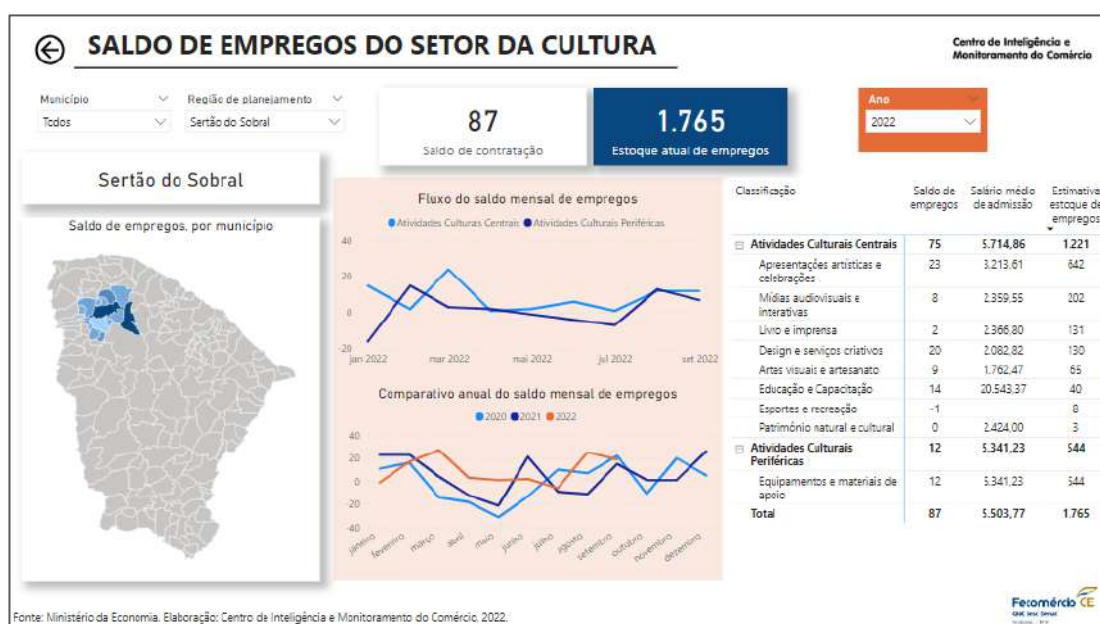 SALDO DE EMPREGOS DO SETOR DA CULTURA
Centro de Inteligência e
Monitoramento do Comércio
Município
Todos
Região de planejamento
Sertão do Sobral
87
Saldo de contratação
1.765
Estoque atual de empregos
Ano
2022
Sertão do Sobral
Saldo de empregos, por município
Fluxo do saldo mensal de empregos
Atividades Culturas Centrais Atividades Culturais Periféricas
40
20
0
-20
jan 2022 mar 2022 mai 2022 jul 2022 set 2022
Comparativo anual do saldo mensal de empregos
2020 2021 2022
40
20
0
-20
-40
janeiro fevereiro março abril maio junho julho agosto setembro outubro novembro dezembro
Classificação Saldo de empregos Salário médio de admissão Estimativa estoque de empregos
Atividades Culturais Centrais 75 5.714,86 1.221
Apresentações artísticas e celebrações 23 3.213,61 642
Mídias audiovisuais e interativas 8 2.359,55 202
Livro e imprensa 2 2.366,80 131
Design e serviços criativos 20 2.082,82 130
Artes visuais e artesanato 9 1.762,47 65
Educação e Capacitação 14 20.543,37 40
Esportes e recreação -1 8
Patrimônio natural e cultural 0 2.424,00 3
Atividades Culturais Periféricas 12 5.341,23 544
Equipamentos e materiais de apoio 12 5.341,23 544
Total 87 5.503,77 1.765
Fonte: Ministério da Economia. Elaboração: Centro de Inteligência e Monitoramento do Comércio, 2022.
Fecomércio CE